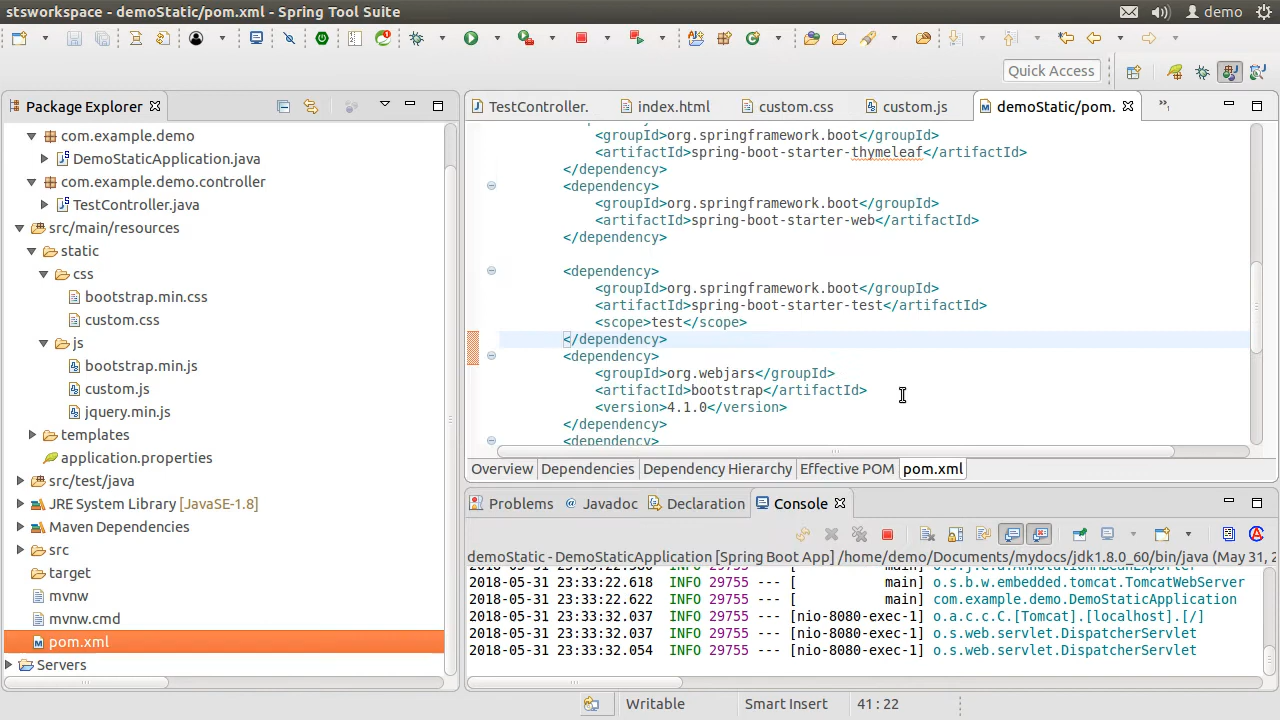 stsworkspace - demoStatic/pom.xml - Spring Tool Suite
demo
Quick Access
Package Explorer
com.example.demo
DemoStaticApplication.java
com.example.demo.controller
TestController.java
src/main/resources
static
css
bootstrap.min.css
custom.css
js
bootstrap.min.js
custom.js
jquery.min.js
templates
application.properties
src/test/java
JRE System Library [JavaSE-1.8]
Maven Dependencies
src
target
mvnw
mvnw.cmd
pom.xml
Servers
TestController.
index.html
custom.css
custom.js
demoStatic/pom.
<groupId>org.springframework.boot</groupId>
<artifactId>spring-boot-starter-thymeleaf</artifactId>
</dependency>
<dependency>
<groupId>org.springframework.boot</groupId>
<artifactId>spring-boot-starter-web</artifactId>
</dependency>
<dependency>
<groupId>org.springframework.boot</groupId>
<artifactId>spring-boot-starter-test</artifactId>
<scope>test</scope>
</dependency>
<dependency>
<groupId>org.webjars</groupId>
<artifactId>bootstrap</artifactId>
<version>4.1.0</version>
</dependency>
<dependency>
Overview Dependencies Dependency Hierarchy Effective POM pom.xml
Problems @ Javadoc Declaration Console
demoStatic - DemoStaticApplication [Spring Boot App] /home/demo/Documents/mydocs/jdk1.8.0_60/bin/java (May 31, 2
2018-05-31 23:33:22.618 INFO 29755 --- [ main] o.s.b.w.embedded.tomcat.TomcatWebServer
2018-05-31 23:33:22.622 INFO 29755 --- [ main] com.example.demo.DemoStaticApplication
2018-05-31 23:33:32.037 INFO 29755 --- [nio-8080-exec-1] o.a.c.c.C.[Tomcat].[localhost].[/]
2018-05-31 23:33:32.037 INFO 29755 --- [nio-8080-exec-1] o.s.web.servlet.DispatcherServlet
2018-05-31 23:33:32.054 INFO 29755 --- [nio-8080-exec-1] o.s.web.servlet.DispatcherServlet
Writable
Smart Insert
41 : 22